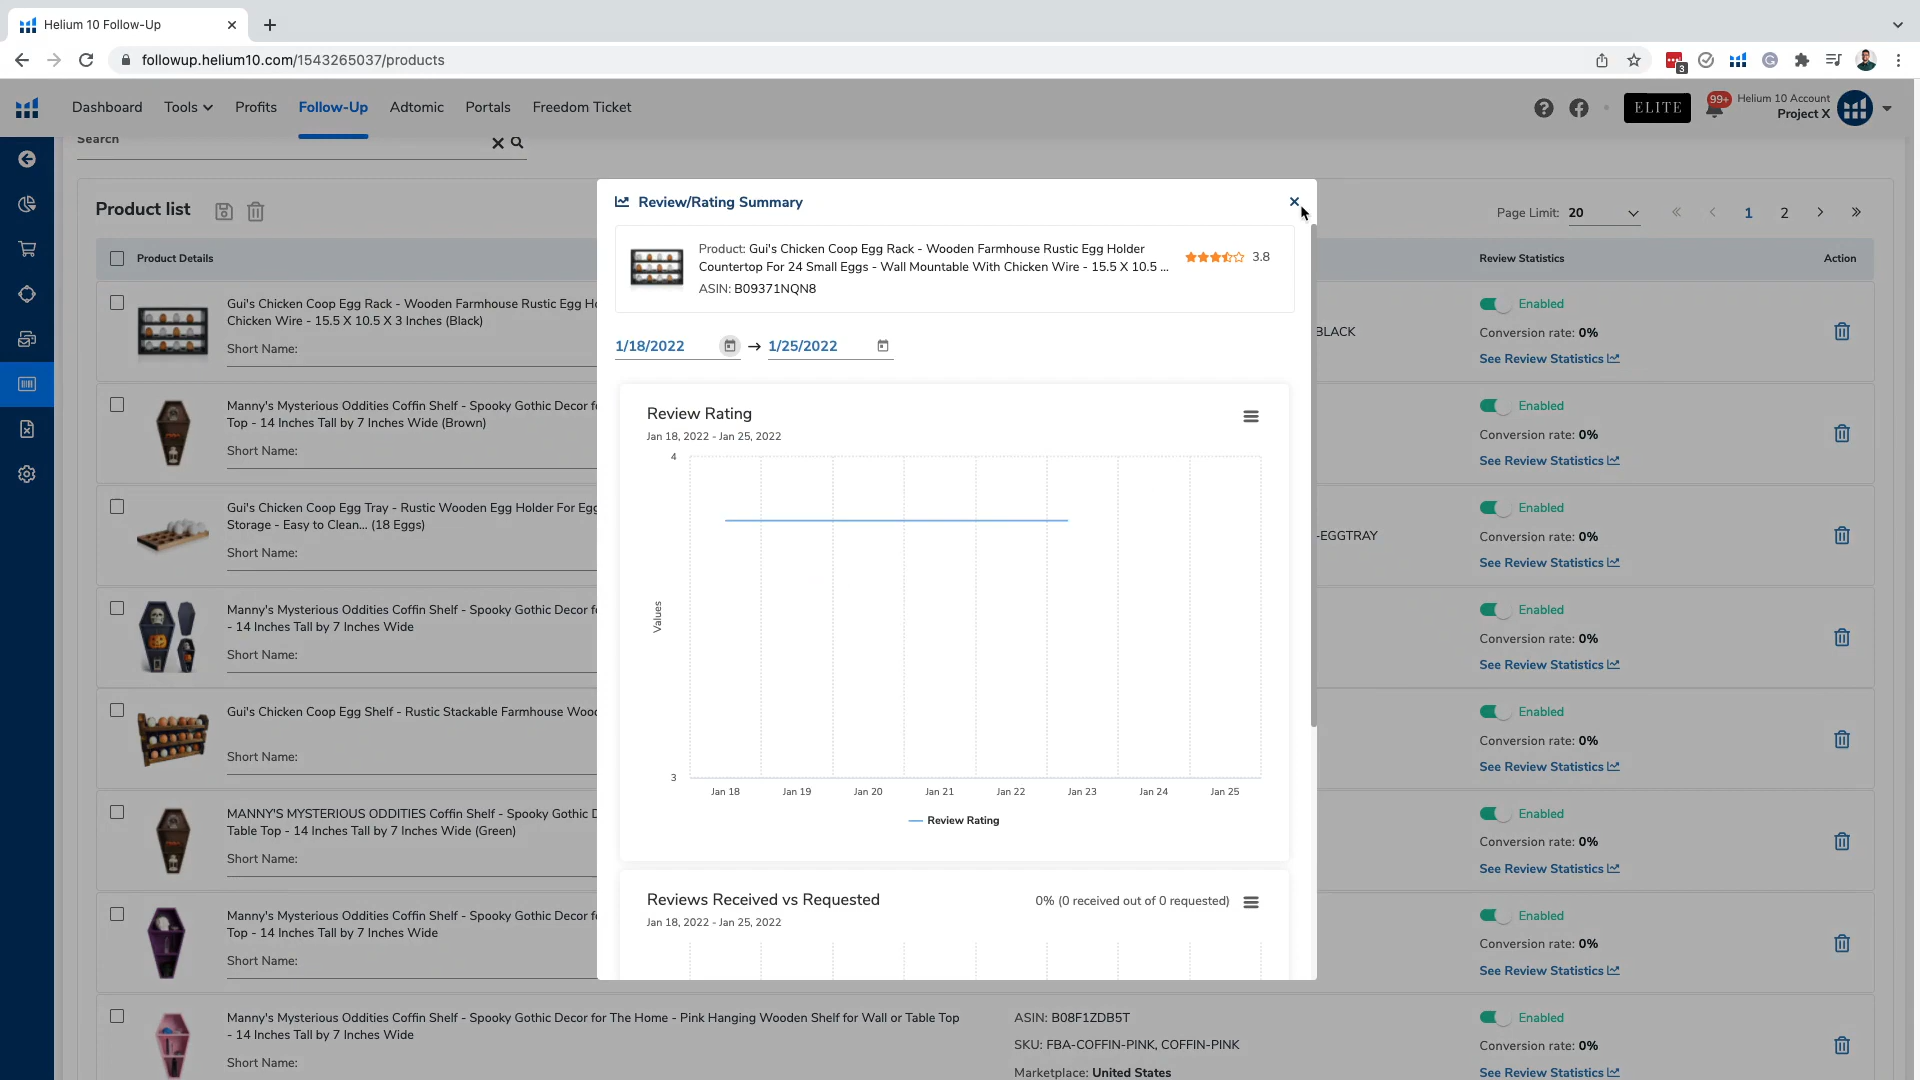 Helium 10 Follow-Up
followup.helium10.com/1543265037/products
3
Dashboard
Tools
Profits
Follow-Up
Adtomic
Portals
Freedom Ticket
ELITE
99+
Helium 10 Account
Project X
Search
Product list
Page Limit: 20
1
2
Product Details
Review Statistics
Action
Gui's Chicken Coop Egg Rack - Wooden Farmhouse Rustic Egg H
Chicken Wire - 15.5 X 10.5 X 3 Inches (Black)
Short Name:
BLACK
Enabled
Conversion rate: 0%
See Review Statistics
Manny's Mysterious Oddities Coffin Shelf - Spooky Gothic Decor f
Top - 14 Inches Tall by 7 Inches Wide (Brown)
Short Name:
Enabled
Conversion rate: 0%
See Review Statistics
Gui's Chicken Coop Egg Tray - Rustic Wooden Egg Holder For Egg
Storage - Easy to Clean... (18 Eggs)
Short Name:
-EGGTRAY
Enabled
Conversion rate: 0%
See Review Statistics
Manny's Mysterious Oddities Coffin Shelf - Spooky Gothic Decor f
- 14 Inches Tall by 7 Inches Wide
Short Name:
Enabled
Conversion rate: 0%
See Review Statistics
Gui's Chicken Coop Egg Shelf - Rustic Stackable Farmhouse Woo
Short Name:
Enabled
Conversion rate: 0%
See Review Statistics
MANNY'S MYSTERIOUS ODDITIES Coffin Shelf - Spooky Gothic D
Table Top - 14 Inches Tall by 7 Inches Wide (Green)
Short Name:
Enabled
Conversion rate: 0%
See Review Statistics
Manny's Mysterious Oddities Coffin Shelf - Spooky Gothic Decor f
Top - 14 Inches Tall by 7 Inches Wide
Short Name:
Enabled
Conversion rate: 0%
See Review Statistics
Manny's Mysterious Oddities Coffin Shelf - Spooky Gothic Decor for The Home - Pink Hanging Wooden Shelf for Wall or Table Top
- 14 Inches Tall by 7 Inches Wide
Short Name:
ASIN: B08F1ZDB5T
SKU: FBA-COFFIN-PINK, COFFIN-PINK
Marketplace: United States
Enabled
Conversion rate: 0%
See Review Statistics
Review/Rating Summary
Product: Gui's Chicken Coop Egg Rack - Wooden Farmhouse Rustic Egg Holder
Countertop For 24 Small Eggs - Wall Mountable With Chicken Wire - 15.5 X 10.5 ...
ASIN: B09371NQN8
3.8
1/18/2022 → 1/25/2022
Review Rating
Jan 18, 2022 - Jan 25, 2022
4
Values
3
Jan 18 Jan 19 Jan 20 Jan 21 Jan 22 Jan 23 Jan 24 Jan 25
Review Rating
Reviews Received vs Requested
0% (0 received out of 0 requested)
Jan 18, 2022 - Jan 25, 2022